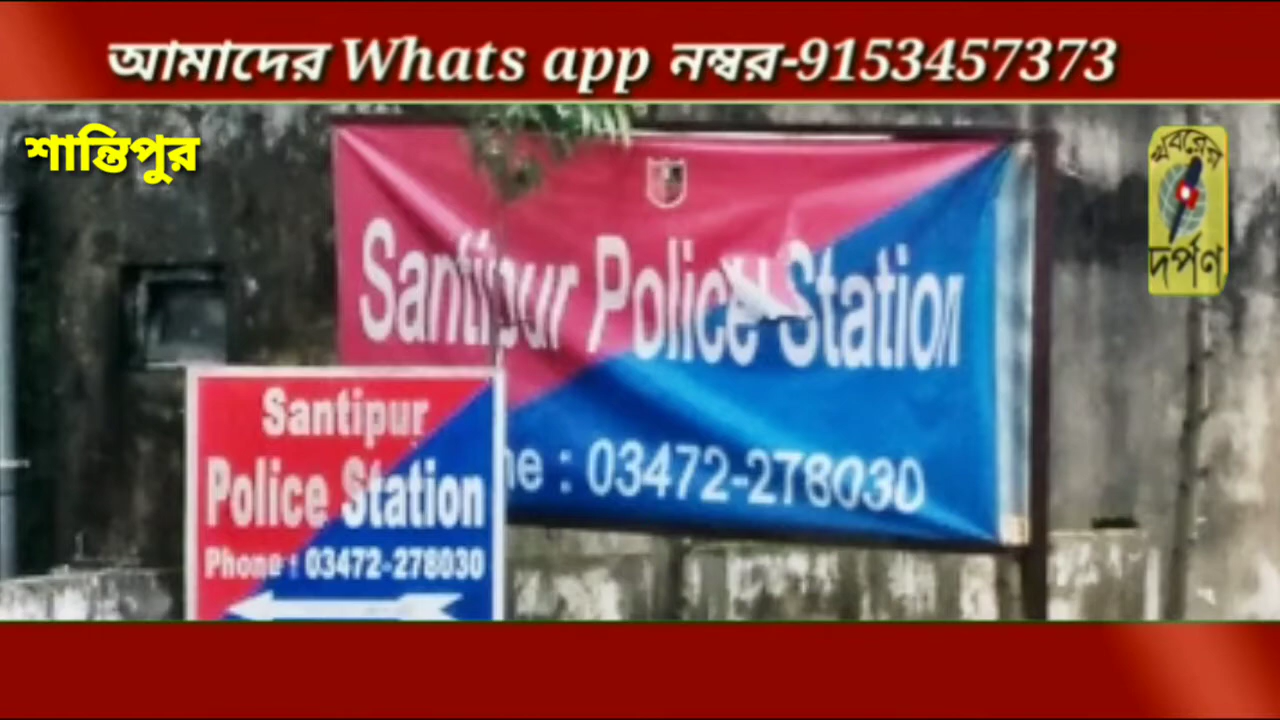 আমাদের Whats app নম্বর-9153457373
শান্তিপুর
খবরের
দর্পণ
Santipur Police Station
ne : 03472-278030
Santipur
Police Station
Phone : 03472-278030